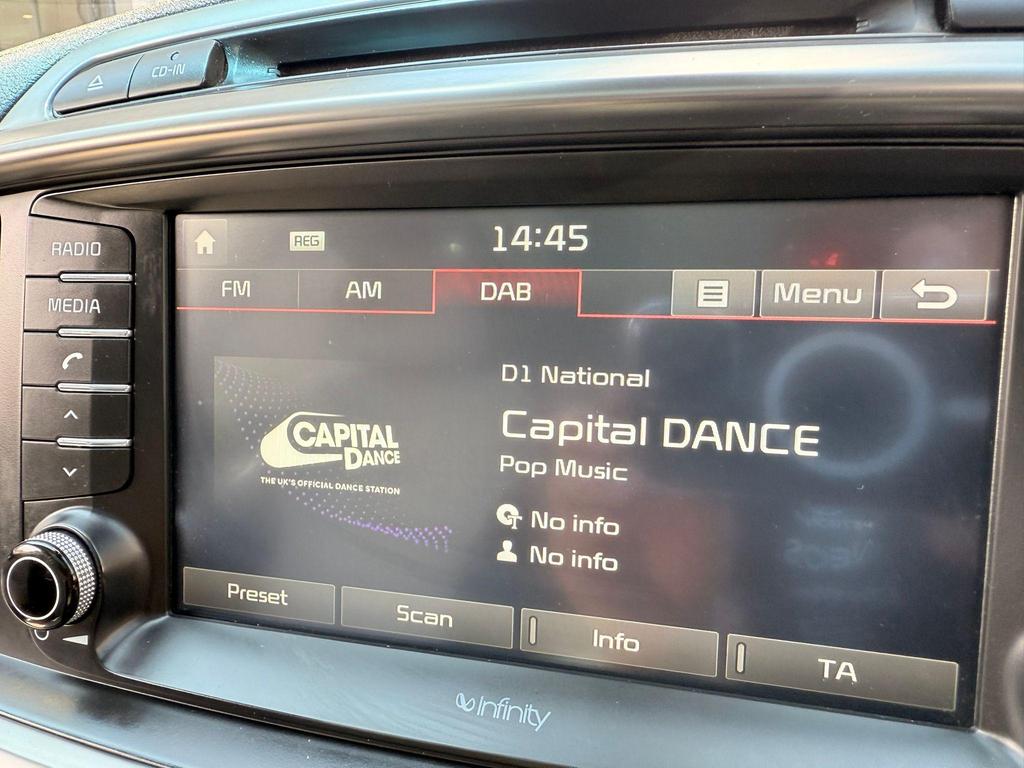 CD-IN
RADIO
MEDIA
REG
14:45
FM AM DAB Menu
D1 National
Capital DANCE
Pop Music
No info
No info
CAPITAL
DANCE
THE UK'S OFFICIAL DANCE STATION
Preset Scan Info TA
Infinity